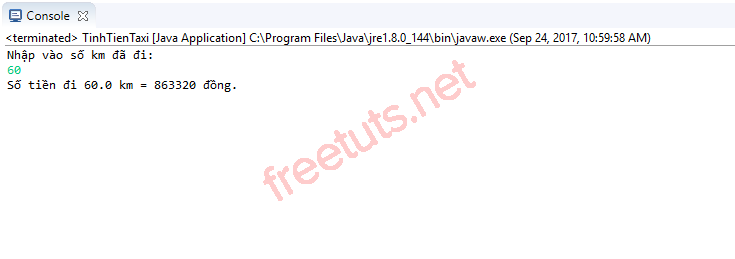 Console
<terminated> TinhTienTaxi [Java Application] C:\Program Files\Java\jre1.8.0_144\bin\javaw.exe (Sep 24, 2017, 10:59:58 AM)
Nhập vào số km đã đi:
60
Số tiền đi 60.0 km = 863320 đồng.
freetuts.net